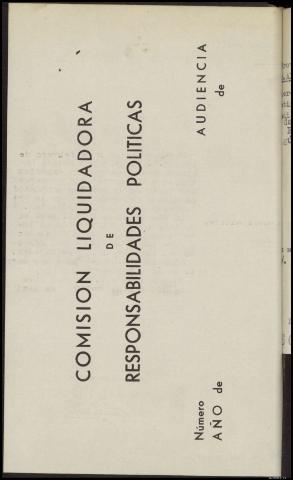 COMISION LIQUIDADORA
DE
RESPONSABILIDADES POLITICAS
Número
AÑO de
AUDIENCIA
de